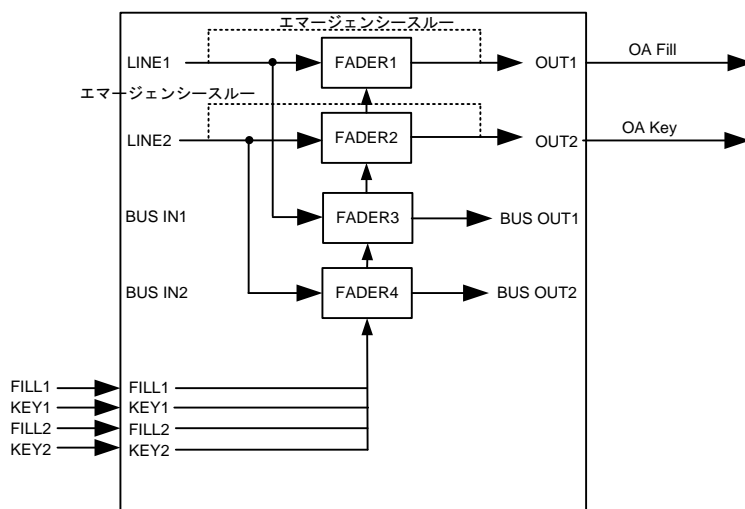 エマージェンシースルー
LINE1
FADER1
OUT1
OA Fill
エマージェンシースルー
LINE2
FADER2
OUT2
OA Key
BUS IN1
FADER3
BUS OUT1
BUS IN2
FADER4
BUS OUT2
FILL1
FILL1
KEY1
KEY1
FILL2
FILL2
KEY2
KEY2